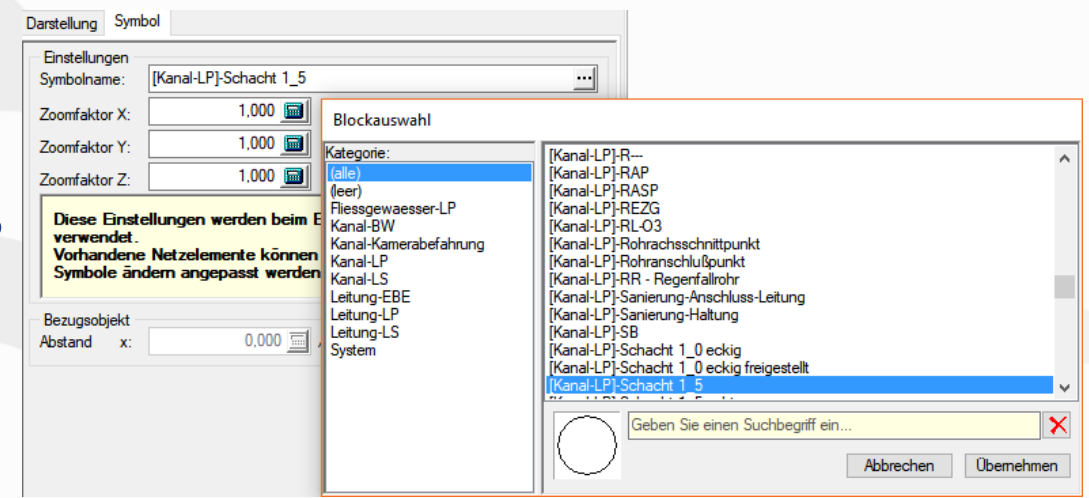 Darstellung Symbol
Einstellungen
Symbolname: [Kanal-LP]-Schacht 1_5 ...
Zoomfaktor X: 1,000
Zoomfaktor Y: 1,000
Zoomfaktor Z: 1,000
Diese Einstellungen werden beim
verwendet.
Vorhandene Netzelemente können
Symbole ändern angepasst werden
Bezugsobjekt
Abstand x: 0,000
Blockauswahl
Kategorie:
(alle)
(leer)
Fliessgewaesser-LP
Kanal-BW
Kanal-Kamerabefahrung
Kanal-LP
Kanal-LS
Leitung-EBE
Leitung-LP
Leitung-LS
System
[Kanal-LP]-R---
[Kanal-LP]-RAP
[Kanal-LP]-RASP
[Kanal-LP]-REZG
[Kanal-LP]-RL-O3
[Kanal-LP]-Rohrachsschnittpunkt
[Kanal-LP]-Rohranschlußpunkt
[Kanal-LP]-RR - Regenfallrohr
[Kanal-LP]-Sanierung-Anschluss-Leitung
[Kanal-LP]-Sanierung-Haltung
[Kanal-LP]-SB
[Kanal-LP]-Schacht 1_0 eckig
[Kanal-LP]-Schacht 1_0 eckig freigestellt
[Kanal-LP]-Schacht 1_5
Geben Sie einen Suchbegriff ein...
Abbrechen Übernehmen